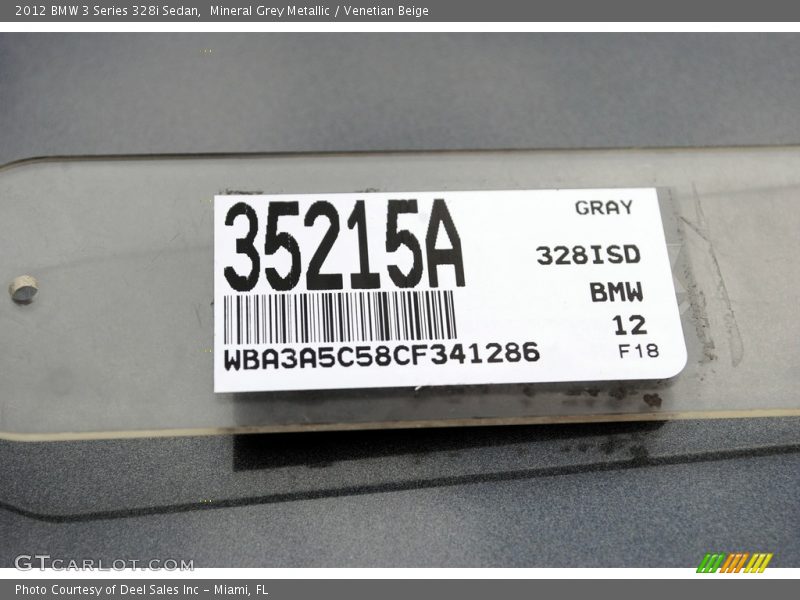 2012 BMW 3 Series 328i Sedan,  Mineral Grey Metallic / Venetian Beige
35215A
GRAY
328ISD
BMW
12
WBA3A5C58CF341286
F18
GTCARLOT.COM
Photo Courtesy of Deel Sales Inc - Miami, FL